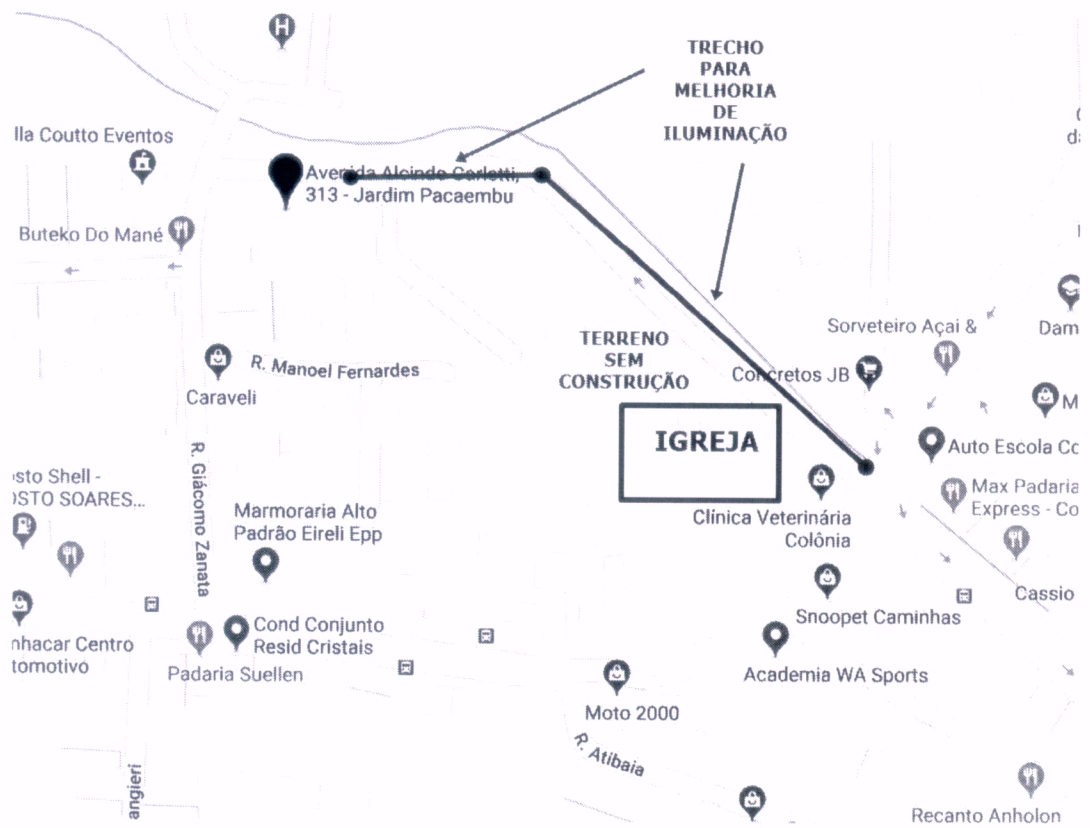 H
TRECHO
PARA
MELHORIA
DE
ILUMINAÇÃO
lla Coutto Eventos
Avenida Alcindo Carletti,
313 - Jardim Pacaembu
Buteko Do Mané
TERRENO
SEM
CONSTRUÇÃO
Sorveteiro Açai &
Dam
R. Manoel Fernardes
Concretos JB
Caraveli
M
IGREJA
Auto Escola Cc
R. Giácomo Zanata
sto Shell -
OSTO SOARES...
Max Padaria
Express - Co
Marmoraria Alto
Padrão Eireli Epp
Clínica Veterinária
Colônia
Cassio
Snoopet Caminhas
nhacar Centro
tomotivo
Cond Conjunto
Resid Cristais
Padaria Suellen
Academia WA Sports
Moto 2000
R. Atibaia
angieri
Recanto Anholon